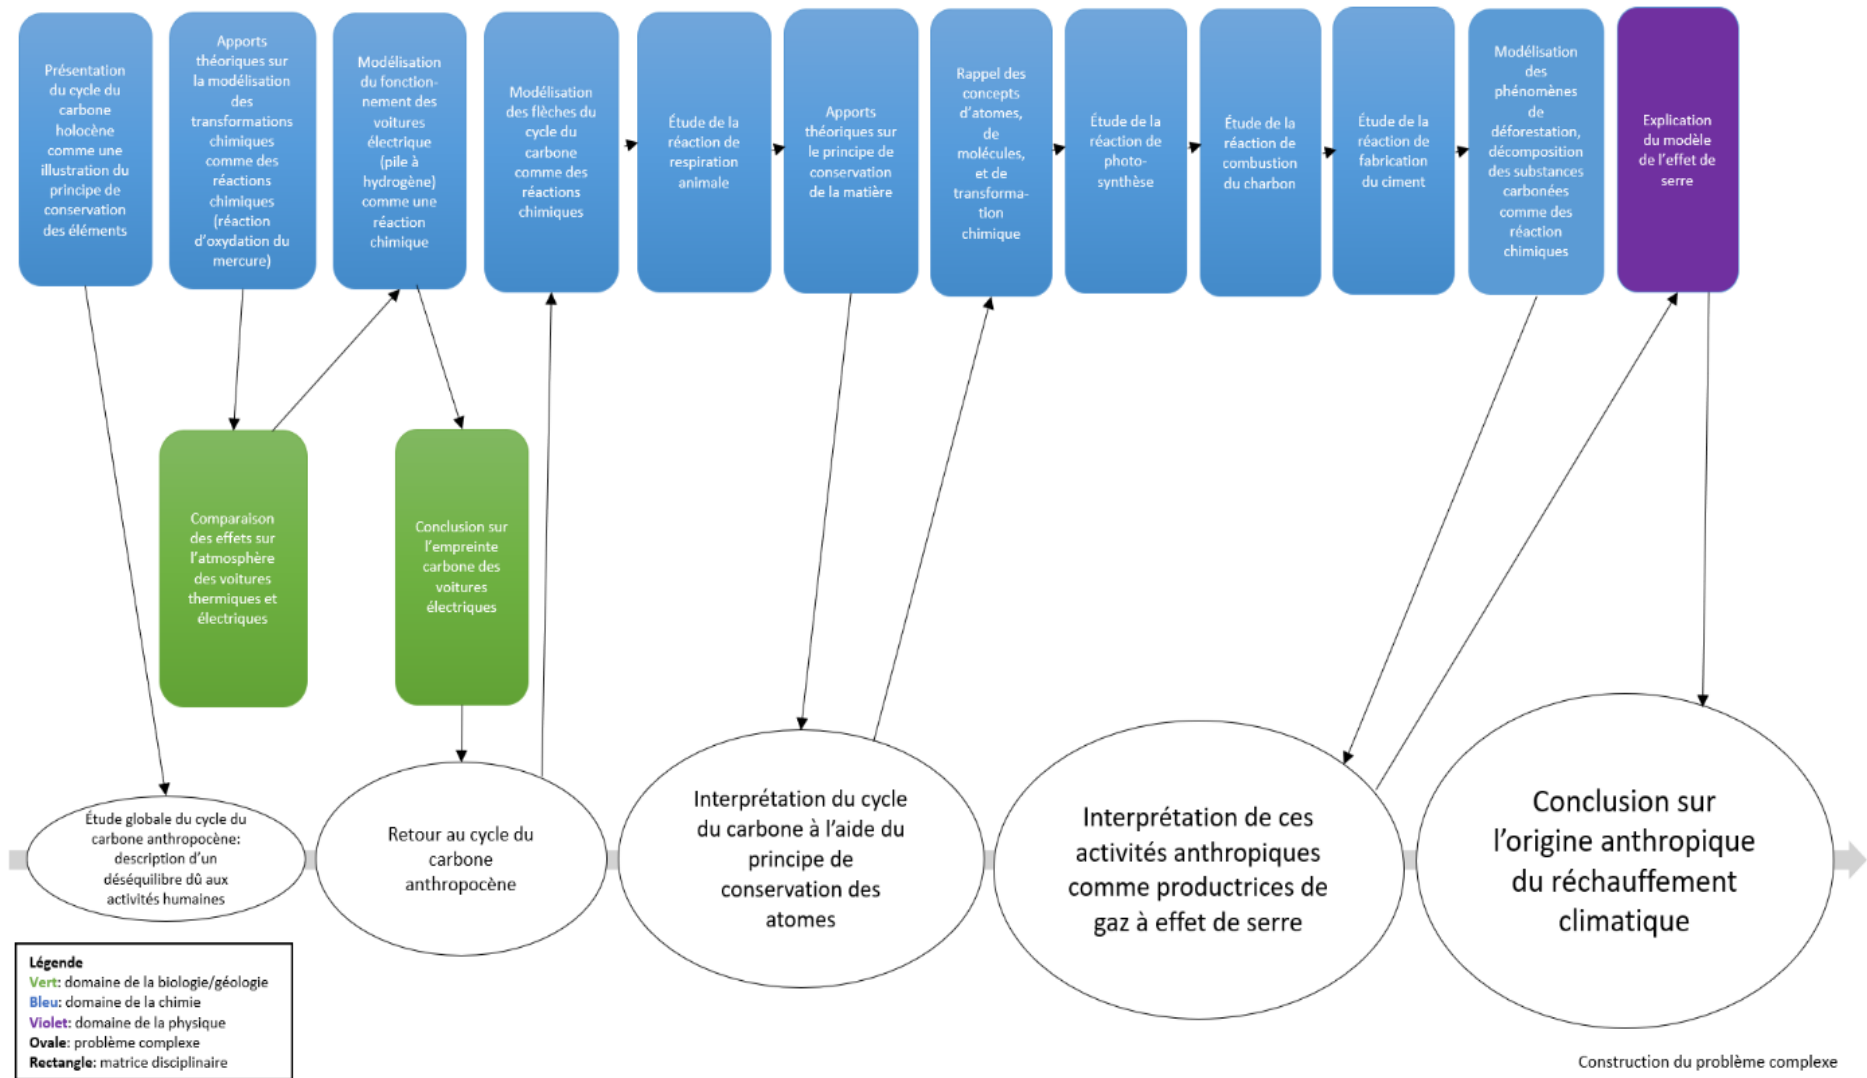 Présentation
du cycle du
carbone
holocène
comme une
illustration du
principe de
conservation
des éléments
Apports
théoriques sur
la modélisation
des
transformations
chimiques
comme des
réactions
chimiques
(réaction
d'oxydation du
mercure)
Modélisation
du fonction-
nement des
voitures
électrique
(pile à
hydrogène)
comme une
réaction
chimique
Modélisation
des flèches du
cycle du
carbone
comme des
réactions
chimiques
Étude de la
réaction de
respiration
animale
Apports
théoriques sur
le principe de
conservation
de la matière
Rappel des
concepts
d'atomes,
de
molécules,
et de
transforma-
tion
chimique
Étude de la
réaction de
photo-
synthèse
Étude de la
réaction de
combustion
du charbon
Étude de la
réaction de
fabrication
du ciment
Modélisation
des
phénomènes
de
déforestation,
décomposition
des substances
carbonées
comme des
réaction
chimiques
Explication
du modèle
de l'effet de
serre
Comparaison
des effets sur
l'atmosphère
des voitures
thermiques et
électriques
Conclusion sur
l'empreinte
carbone des
voitures
électriques
Étude globale du cycle du
carbone anthropocène:
description d'un
déséquilibre dû aux
activités humaines
Retour au cycle du
carbone
anthropocène
Interprétation du cycle
du carbone à l'aide du
principe de
conservation des
atomes
Interprétation de ces
activités anthropiques
comme productrices de
gaz à effet de serre
Conclusion sur
l'origine anthropique
du réchauffement
climatique
Légende
Vert: domaine de la biologie/géologie
Bleu: domaine de la chimie
Violet: domaine de la physique
Ovale: problème complexe
Rectangle: matrice disciplinaire
Construction du problème complexe